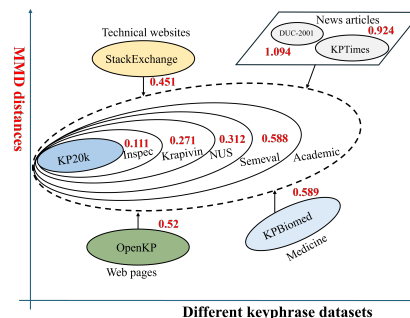 News articles
DUC-2001
0.924
1.094
KPTimes
Technical websites
StackExchange
0.451
MMD distances
KP20k
0.111
Inspec
0.271
Krapivin
0.312
NUS
0.588
Semeval
Academic
0.52
0.589
OpenKP
Web pages
KPBiomed
Medicine
Different keyphrase datasets